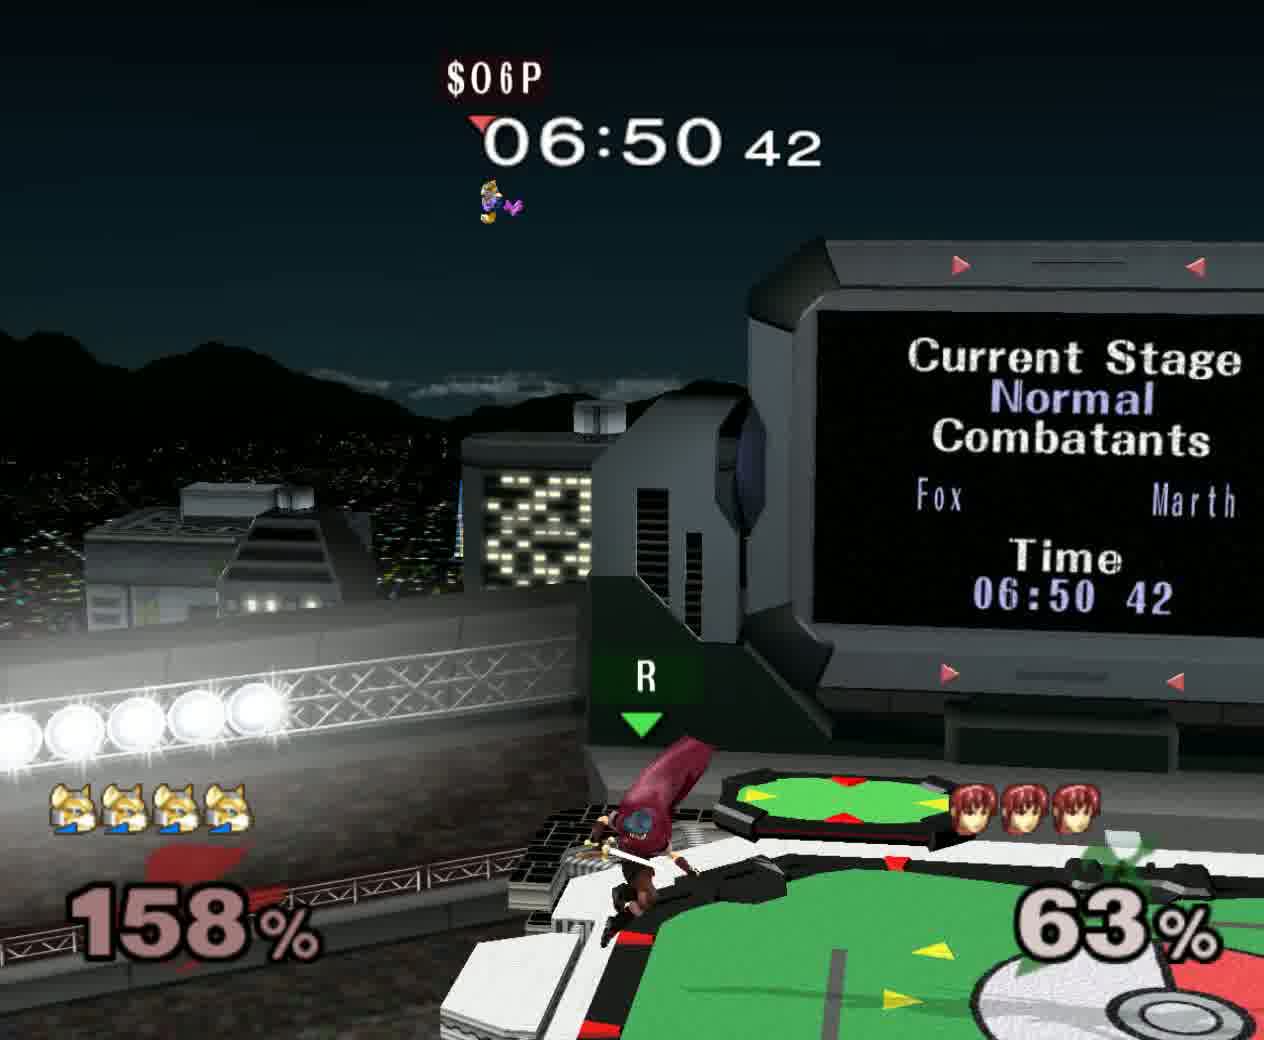 $06P
06:50 42
Current Stage
Normal
Combatants
Fox Marth
Time
06:50 42
R
158%
63%